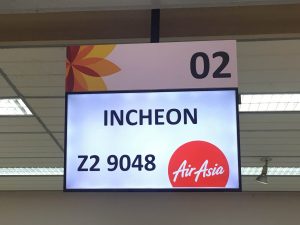 02
INCHEON
Z2 9048
AirAsia